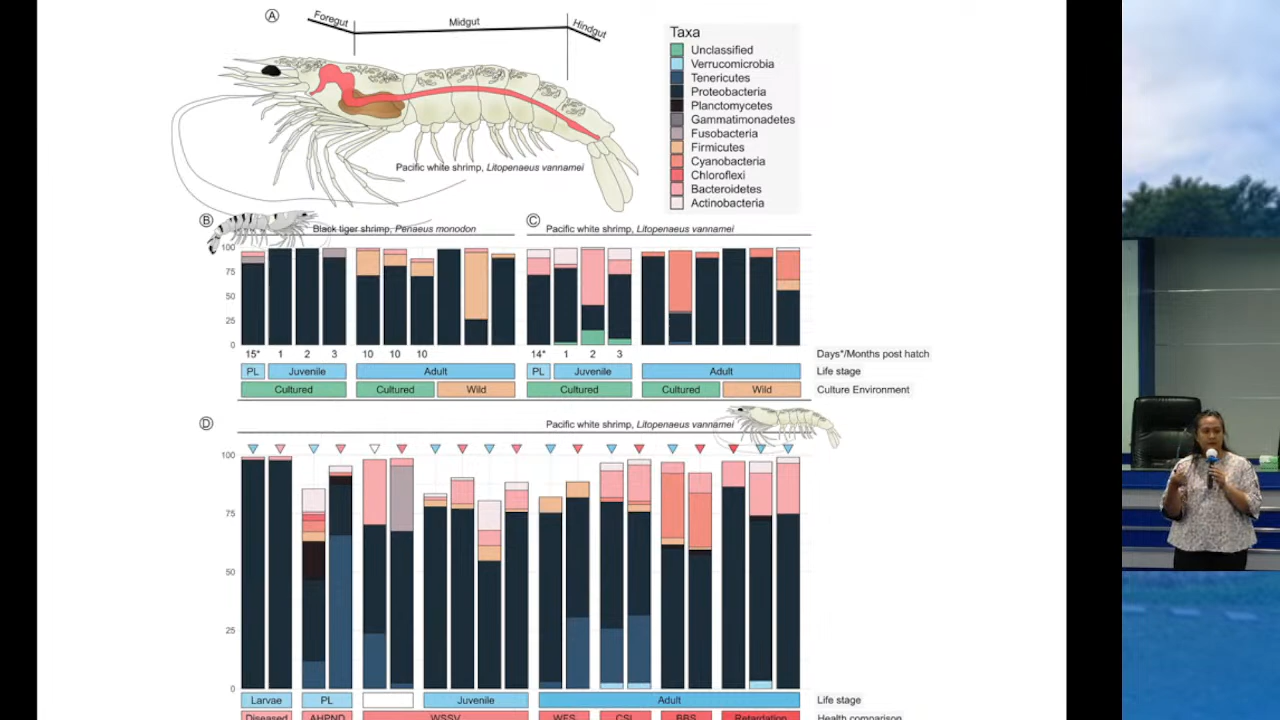 A
Foregut
Midgut
Hindgut
Pacific white shrimp, Litopenaeus vannamei
Taxa
Unclassified
Verrucomicrobia
Tenericutes
Proteobacteria
Planctomycetes
Gammatimonadetes
Fusobacteria
Firmicutes
Cyanobacteria
Chloroflexi
Bacteroidetes
Actinobacteria
B
Black tiger shrimp, Penaeus monodon
C
Pacific white shrimp, Litopenaeus vannamei
100
75
50
25
0
15* 1 2 3 10 10 10 14* 1 2 3 Days*/Months post hatch
PL Juvenile Adult PL Juvenile Adult Life stage
Cultured Cultured Wild Cultured Cultured Wild Culture Environment
D
Pacific white shrimp, Litopenaeus vannamei
100
75
50
25
0
Larvae PL Juvenile Adult Life stage
Diseased AHPND WSSV WFS CSL BBS Retardation Health comparison